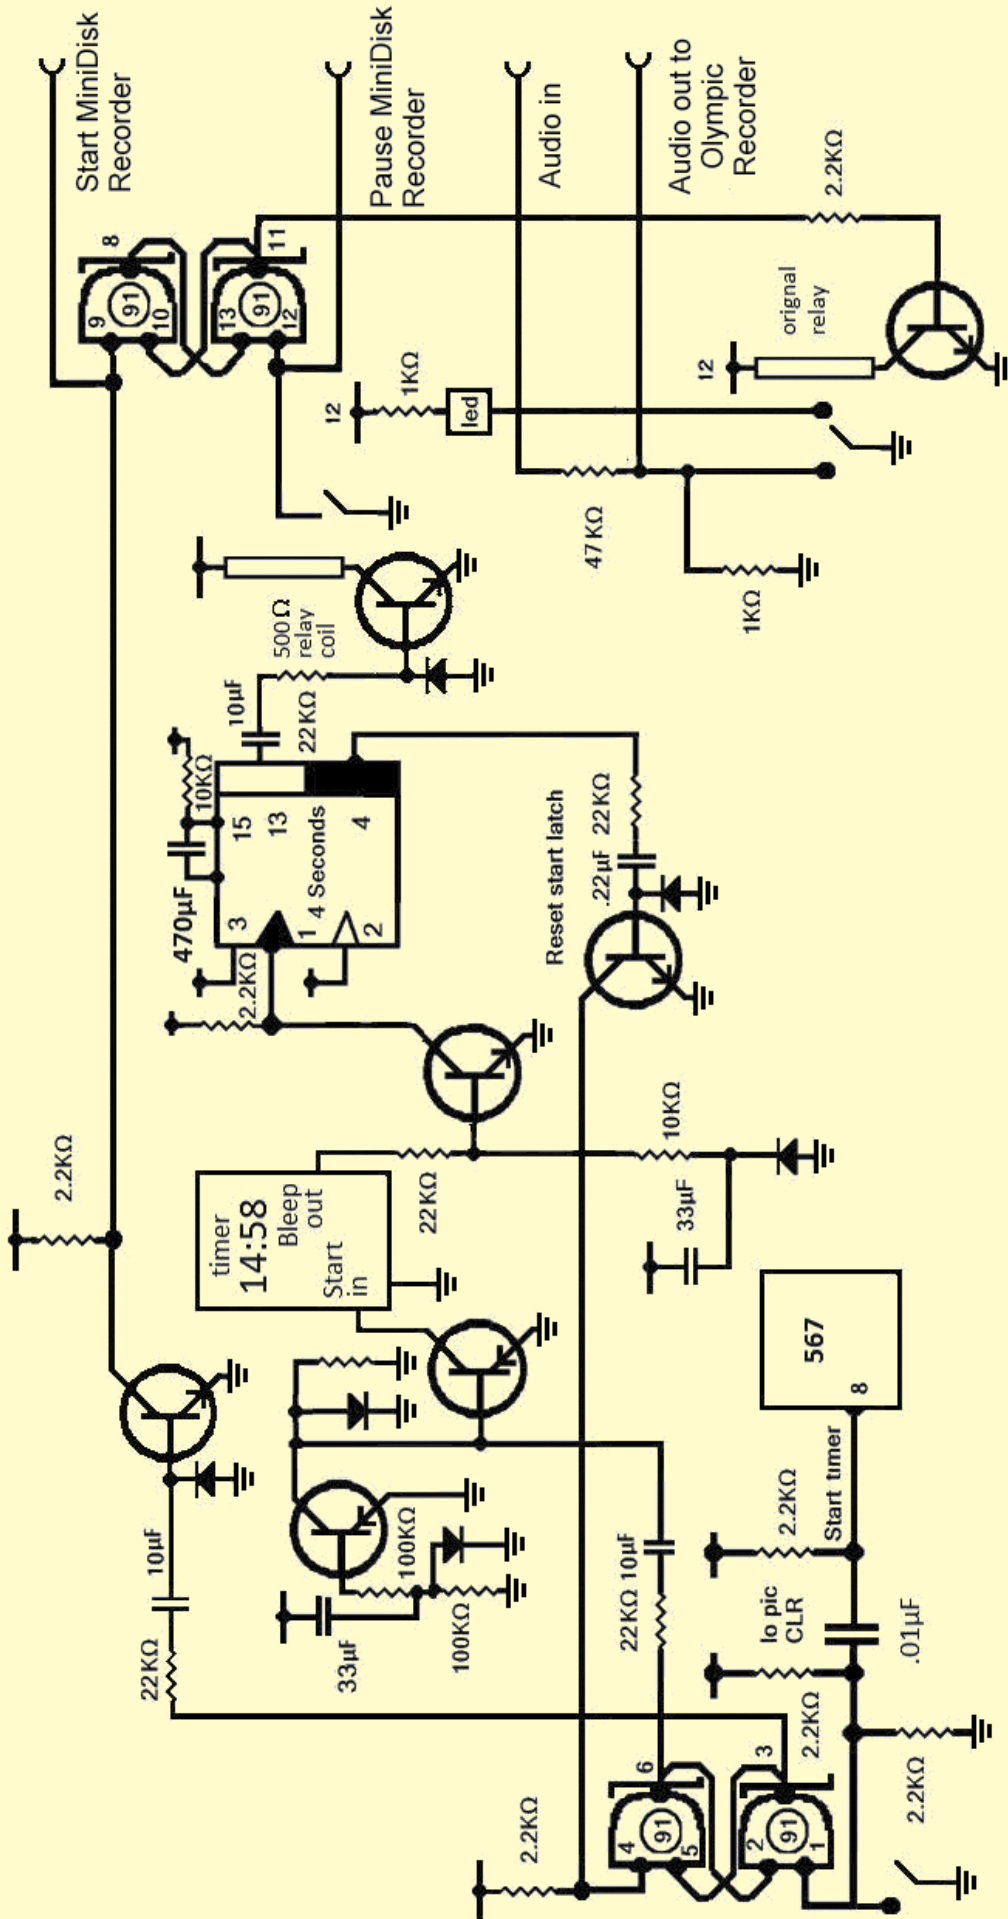 Start MiniDisk
Recorder
Pause MiniDisk
Recorder
Audio in
Audio out to
Olympic
Recorder
8
9
91
10
11
13
91
12
2.2KΩ
orignal
relay
12
12
1KΩ
led
47KΩ
1KΩ
500Ω
relay
coil
10µF
22KΩ
10KΩ
470µF
15
13
4
4 Seconds
3
1
2
2.2KΩ
Reset start latch
22KΩ
.22µF
2.2KΩ
timer
14:58
Bleep
out
Start
in
22KΩ
10KΩ
33µF
10µF
22KΩ
100KΩ
33µF
100KΩ
22KΩ 10µF
567
8
Start timer
2.2KΩ
lo pic
CLR
.01µF
2.2KΩ
2.2KΩ
2.2KΩ
6
4
91
5
3
2
91
1